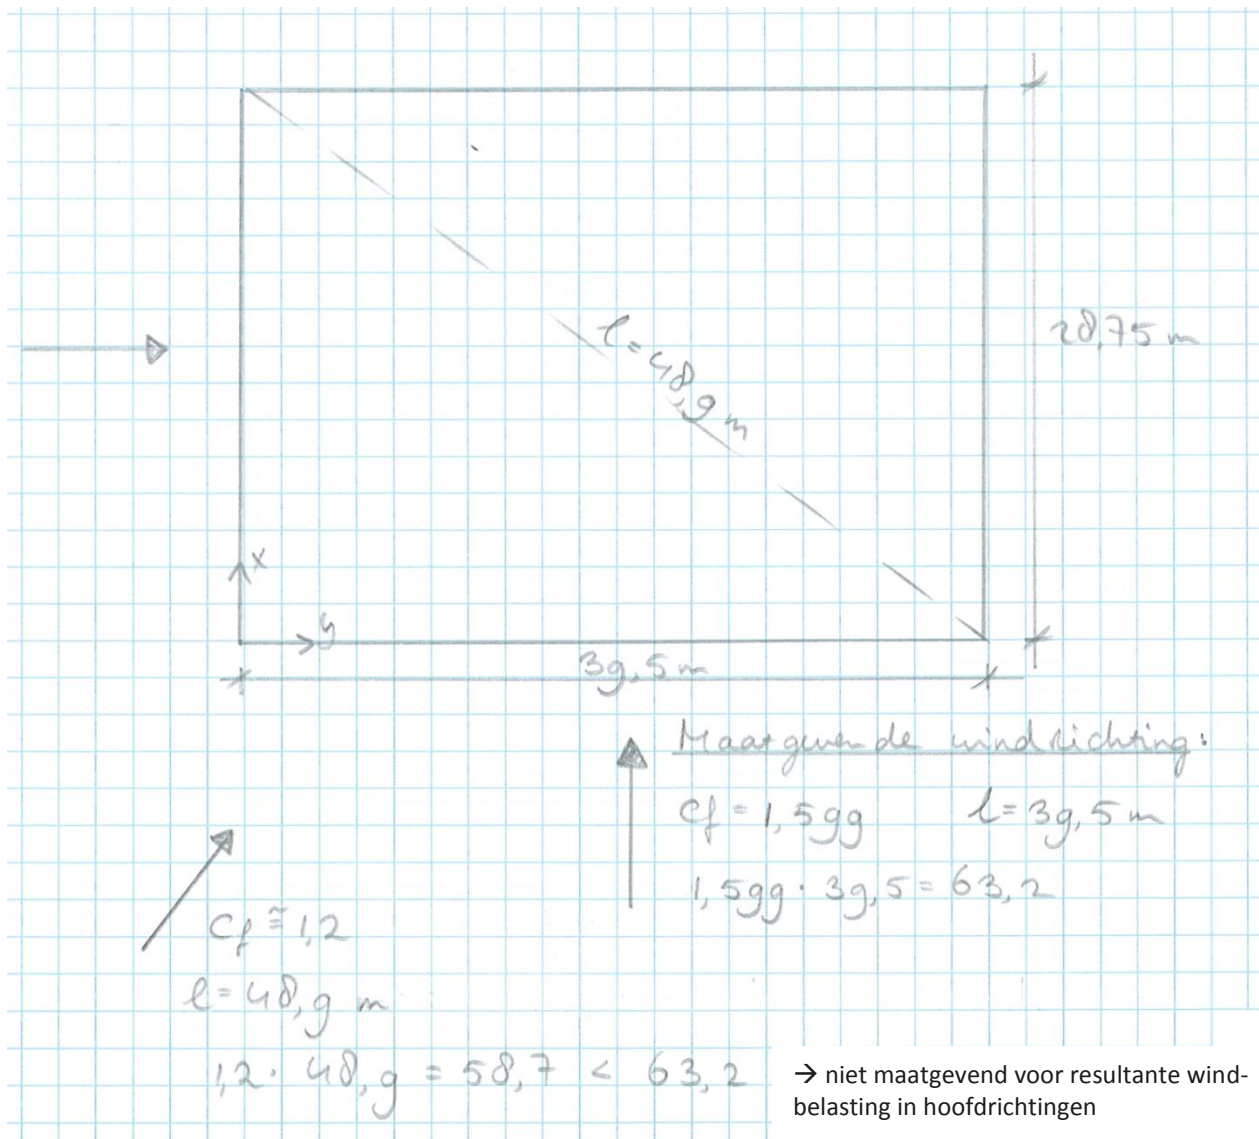 28,75 m
l = 48,9 m
x
y
39,5 m
Maatgevende windrichting:
Cf = 1,599 l = 39,5 m
1,599 · 39,5 = 63,2
Cf ≅ 1,2
l = 48,9 m
1,2 · 48,9 = 58,7 < 63,2
→ niet maatgevend voor resultante wind-
belasting in hoofdrichtingen